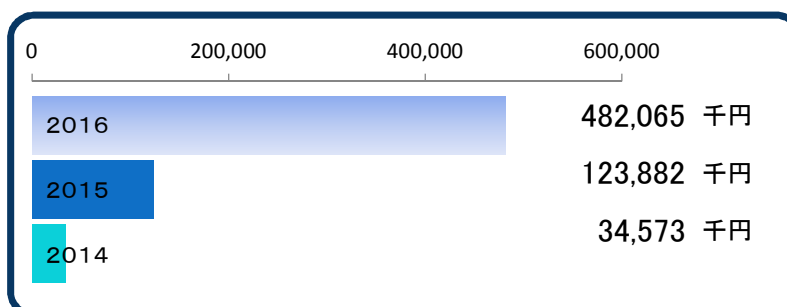 0 200,000 400,000 600,000
２０１６ 482,065 千円
２０１５ 123,882 千円
２０１４ 34,573 千円